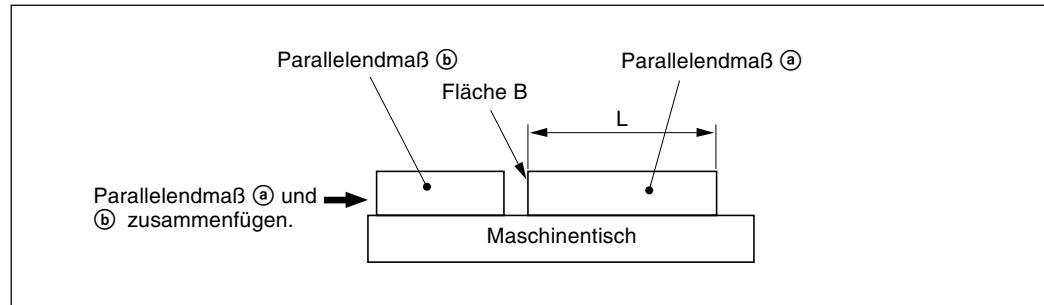 Parallelendmaß ⓑ
Parallelendmaß ⓐ
Fläche B
L
Parallelendmaß ⓐ und
ⓑ zusammenfügen.
Maschinentisch